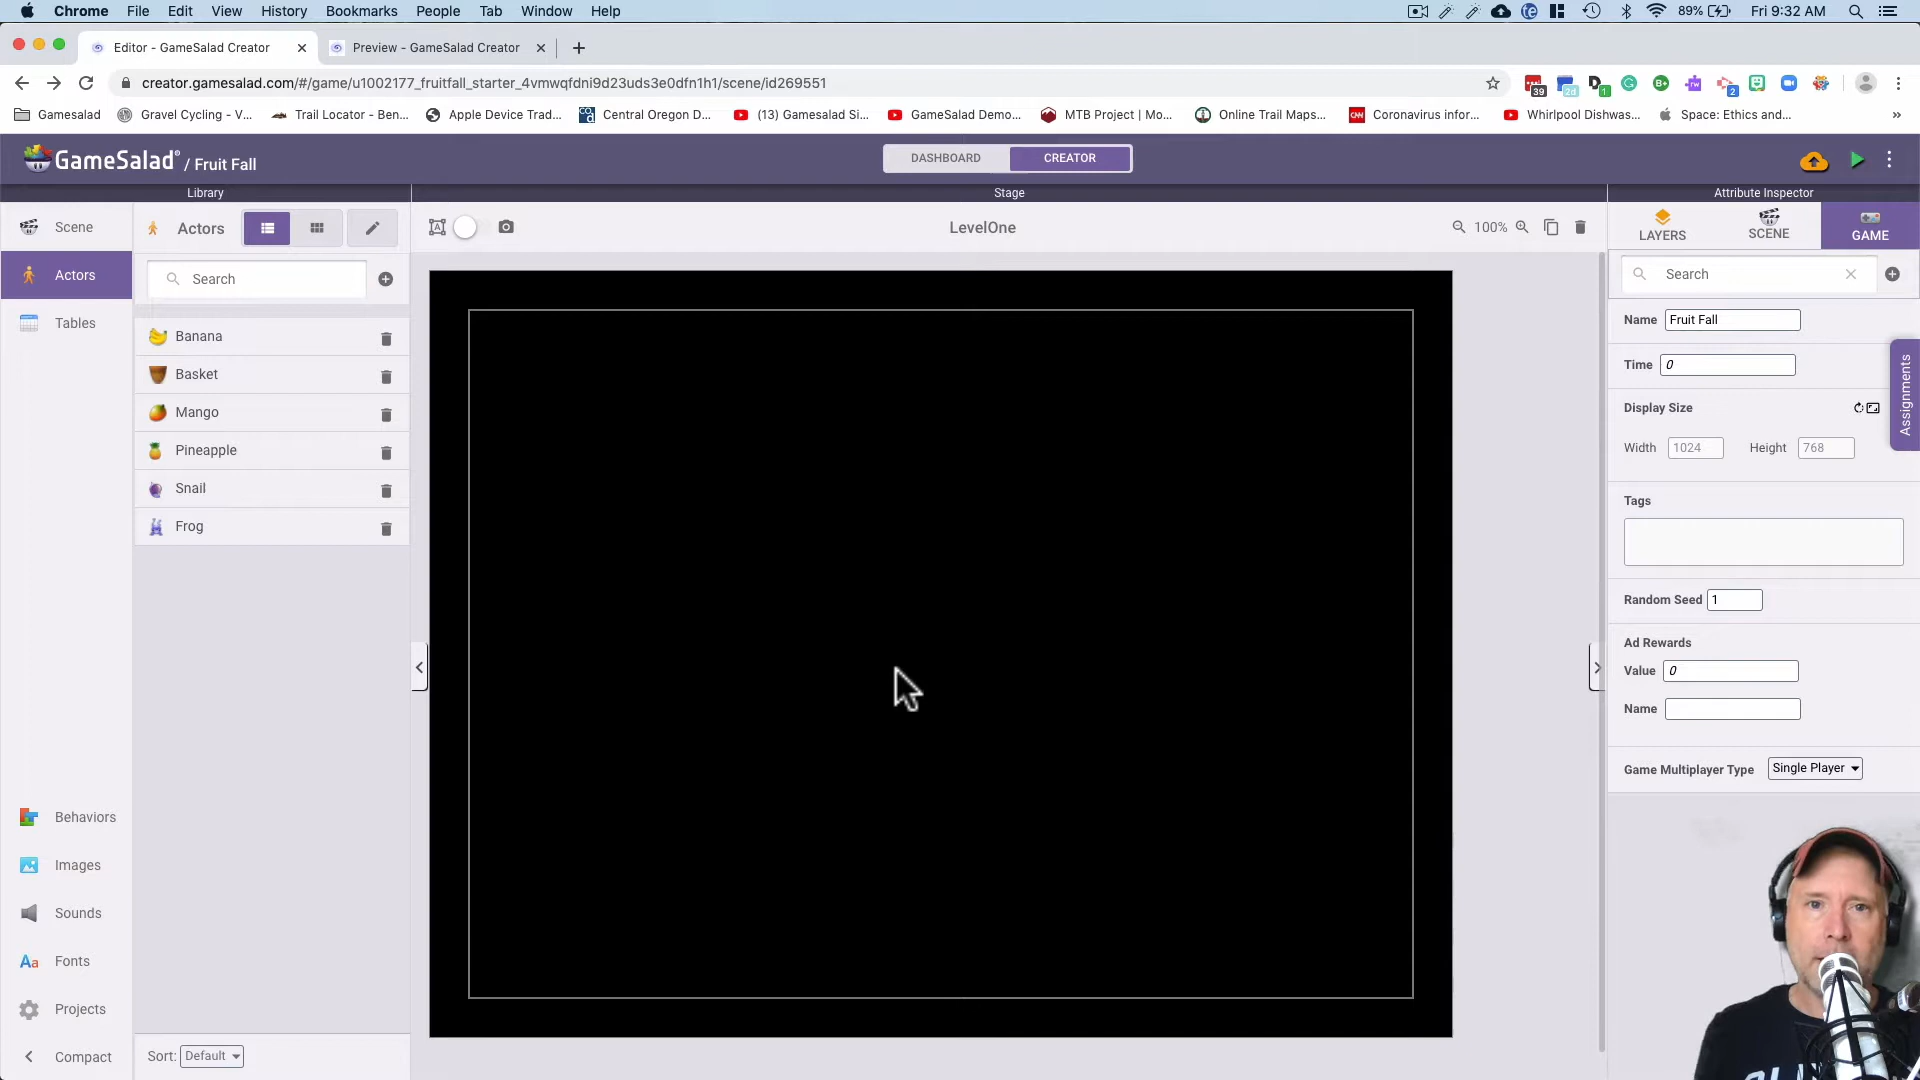 Chrome File Edit View History Bookmarks People Tab Window Help 89% Fri 9:32 AM
Editor - GameSalad Creator Preview - GameSalad Creator
creator.gamesalad.com/#/game/u1002177_fruitfall_starter_4vmwqfdni9d23uds3e0dfn1h1/scene/id269551 39 2d 1 2
Gamesalad Gravel Cycling - V... Trail Locator - Ben... Apple Device Trad... Central Oregon D... (13) Gamesalad Si... GameSalad Demo... MTB Project | Mo... Online Trail Maps... Coronavirus infor... Whirlpool Dishwas... Space: Ethics and... »
GameSalad® / Fruit Fall DASHBOARD CREATOR
Library Stage Attribute Inspector
Scene Actors LevelOne 100% LAYERS SCENE GAME
Actors Search Search
Tables
Banana
Basket
Mango
Pineapple
Snail
Frog
Name Fruit Fall
Time 0
Assignments
Display Size
Width 1024 Height 768
Tags
Random Seed 1
Ad Rewards
Value 0
Name
Game Multiplayer Type Single Player
Behaviors
Images
Sounds
Fonts
Projects
Compact
Sort: Default